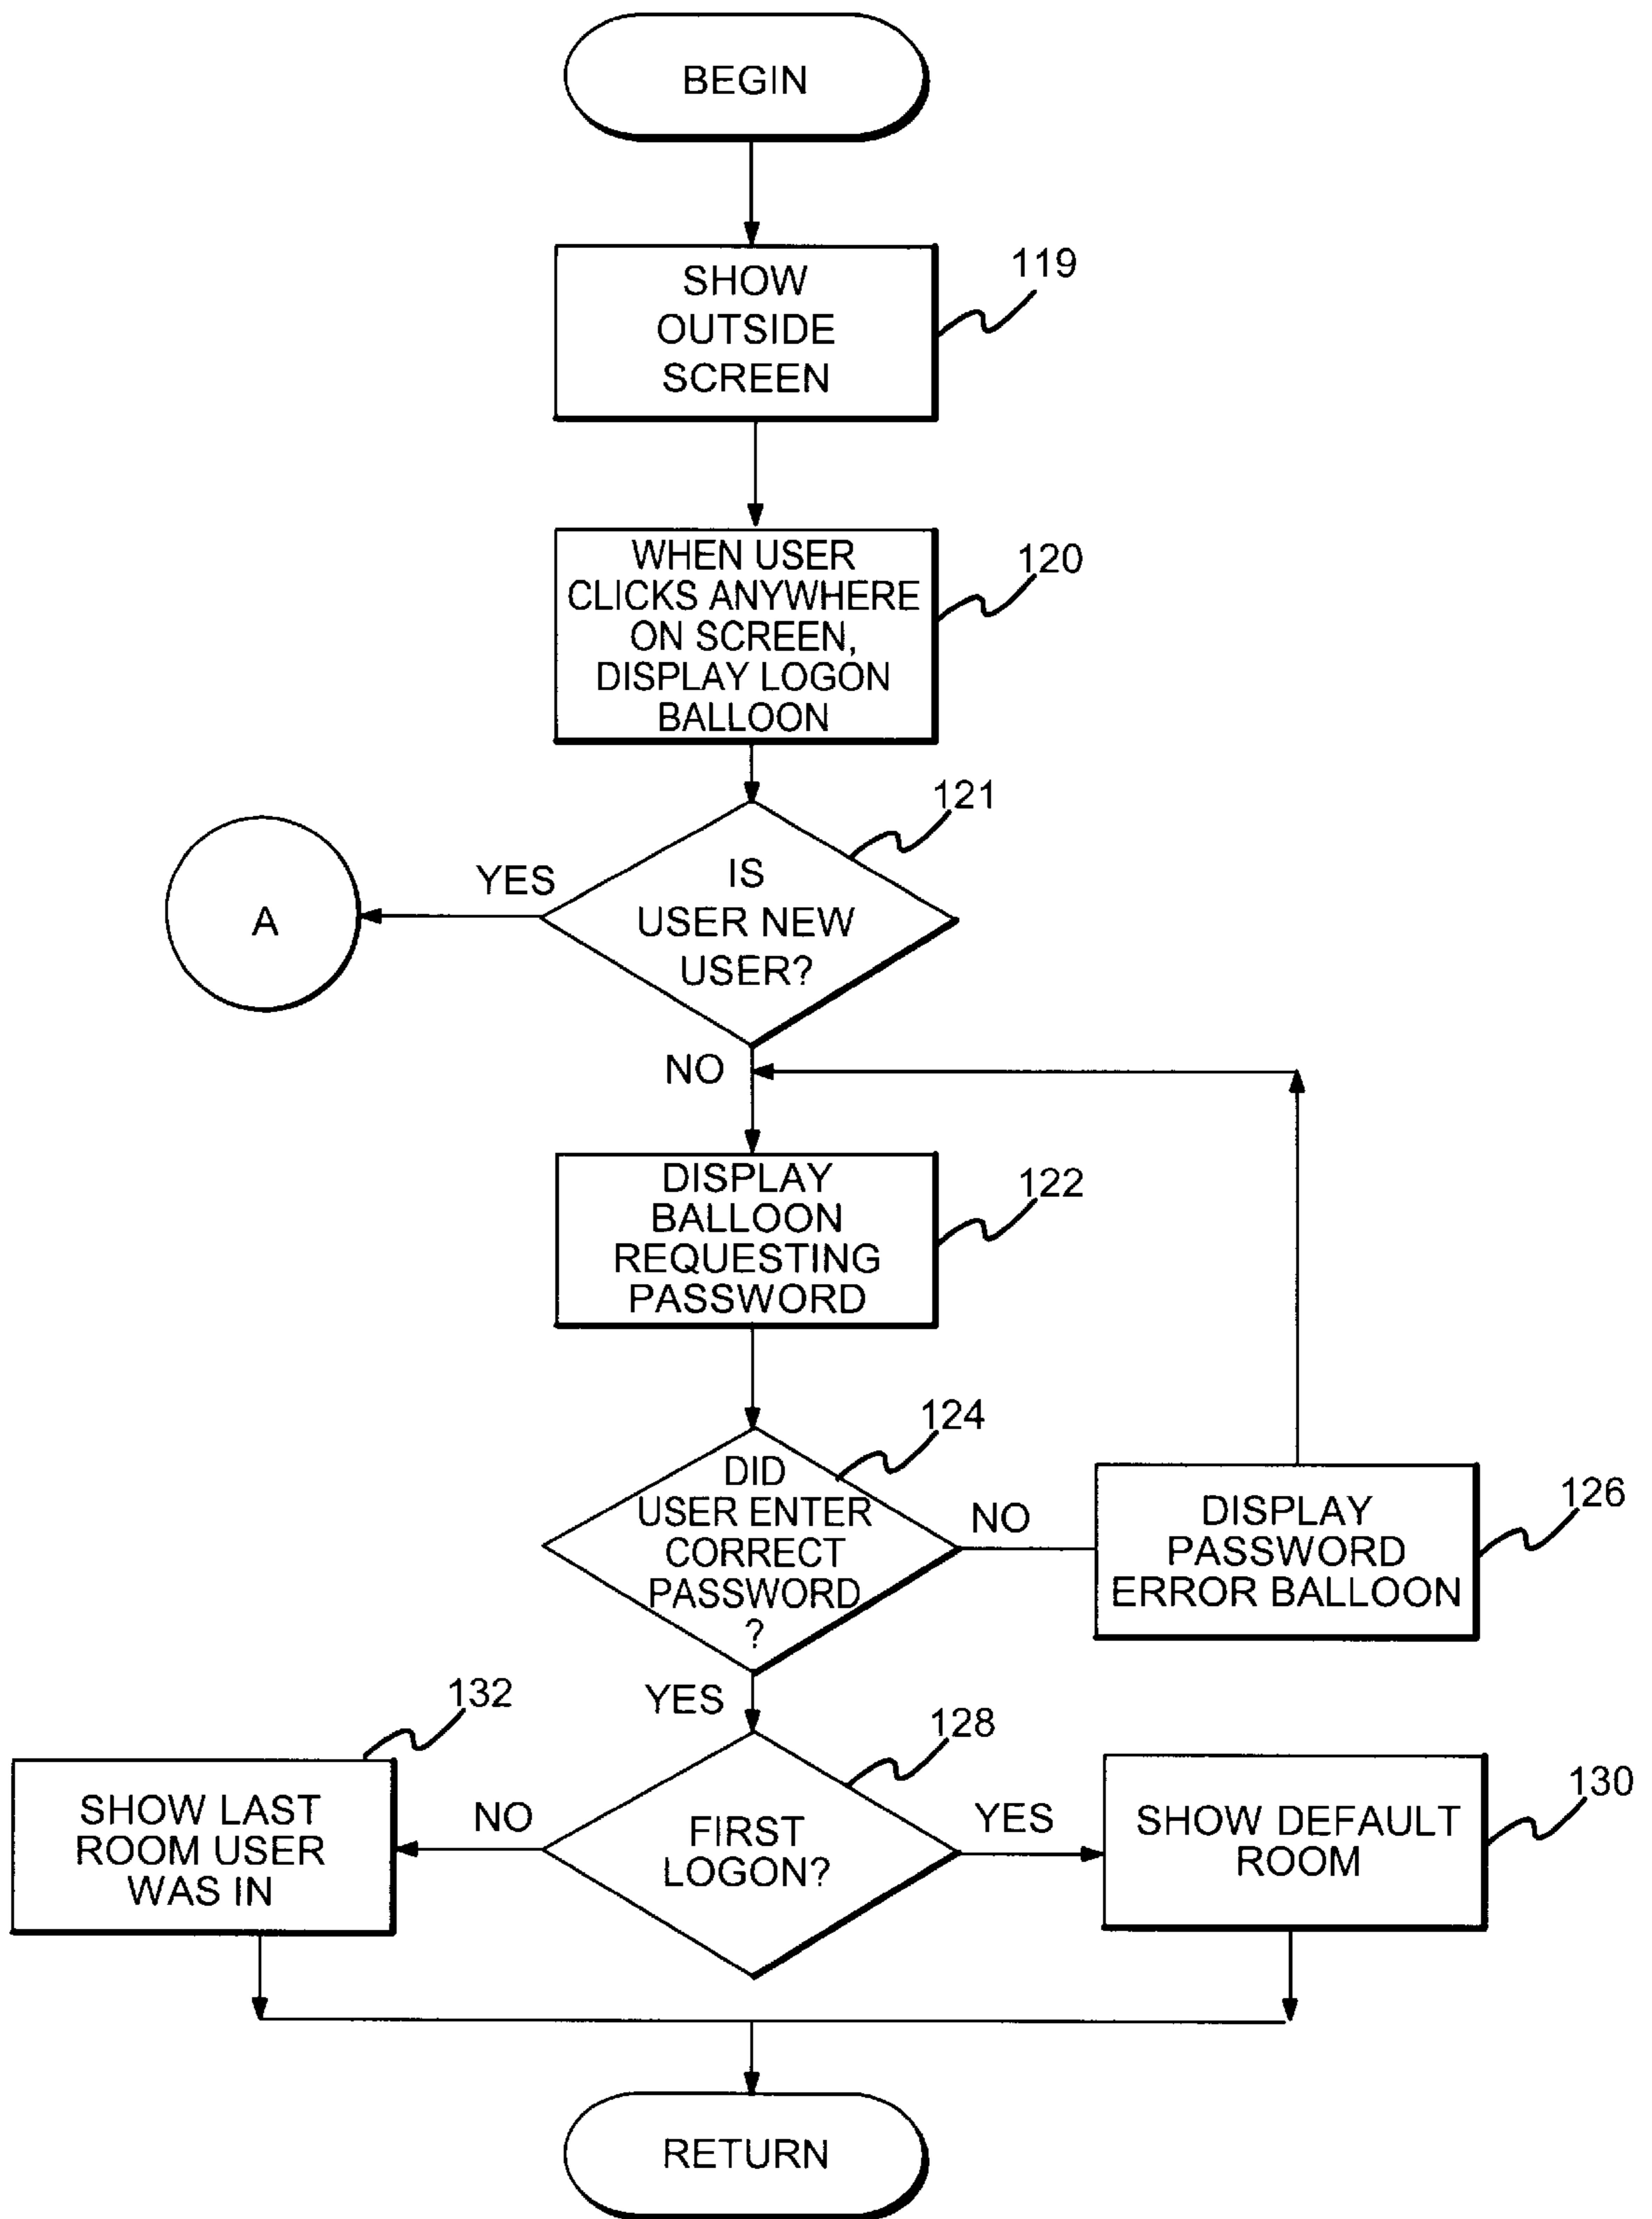 BEGIN
SHOW
OUTSIDE
SCREEN
119
WHEN USER
CLICKS ANYWHERE
ON SCREEN,
DISPLAY LOGON
BALLOON
120
121
IS
USER NEW
USER?
YES
A
NO
DISPLAY
BALLOON
REQUESTING
PASSWORD
122
124
DID
USER ENTER
CORRECT
PASSWORD
?
NO
DISPLAY
PASSWORD
ERROR BALLOON
126
YES
132
128
SHOW LAST
ROOM USER
WAS IN
NO
FIRST
LOGON?
YES
SHOW DEFAULT
ROOM
130
RETURN